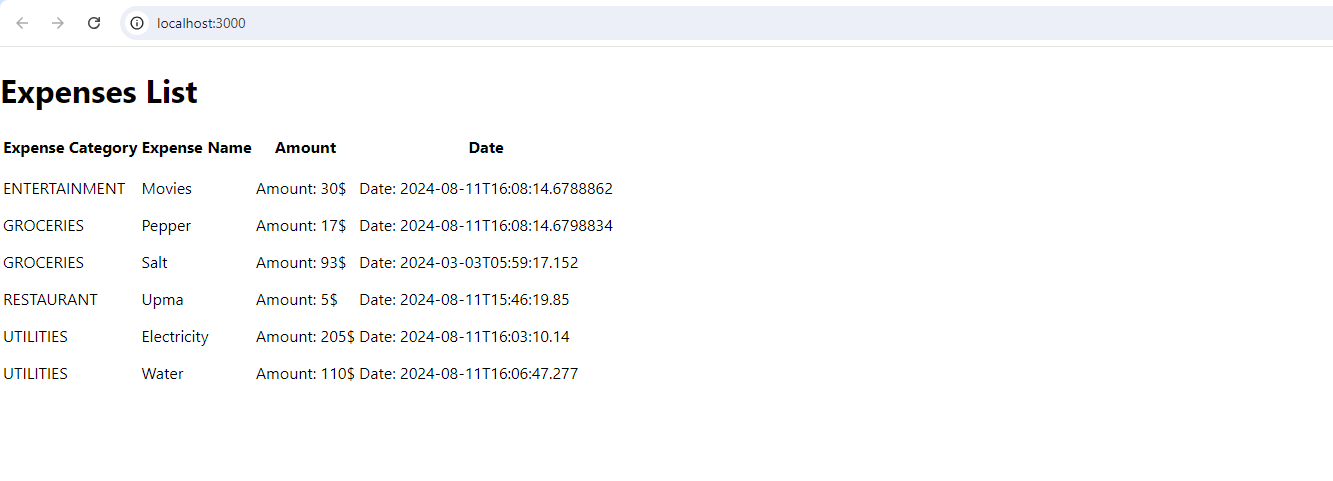 localhost:3000
Expenses List
Expense Category Expense Name Amount Date
ENTERTAINMENT Movies Amount: 30$ Date: 2024-08-11T16:08:14.6788862
GROCERIES Pepper Amount: 17$ Date: 2024-08-11T16:08:14.6798834
GROCERIES Salt Amount: 93$ Date: 2024-03-03T05:59:17.152
RESTAURANT Upma Amount: 5$ Date: 2024-08-11T15:46:19.85
UTILITIES Electricity Amount: 205$ Date: 2024-08-11T16:03:10.14
UTILITIES Water Amount: 110$ Date: 2024-08-11T16:06:47.277